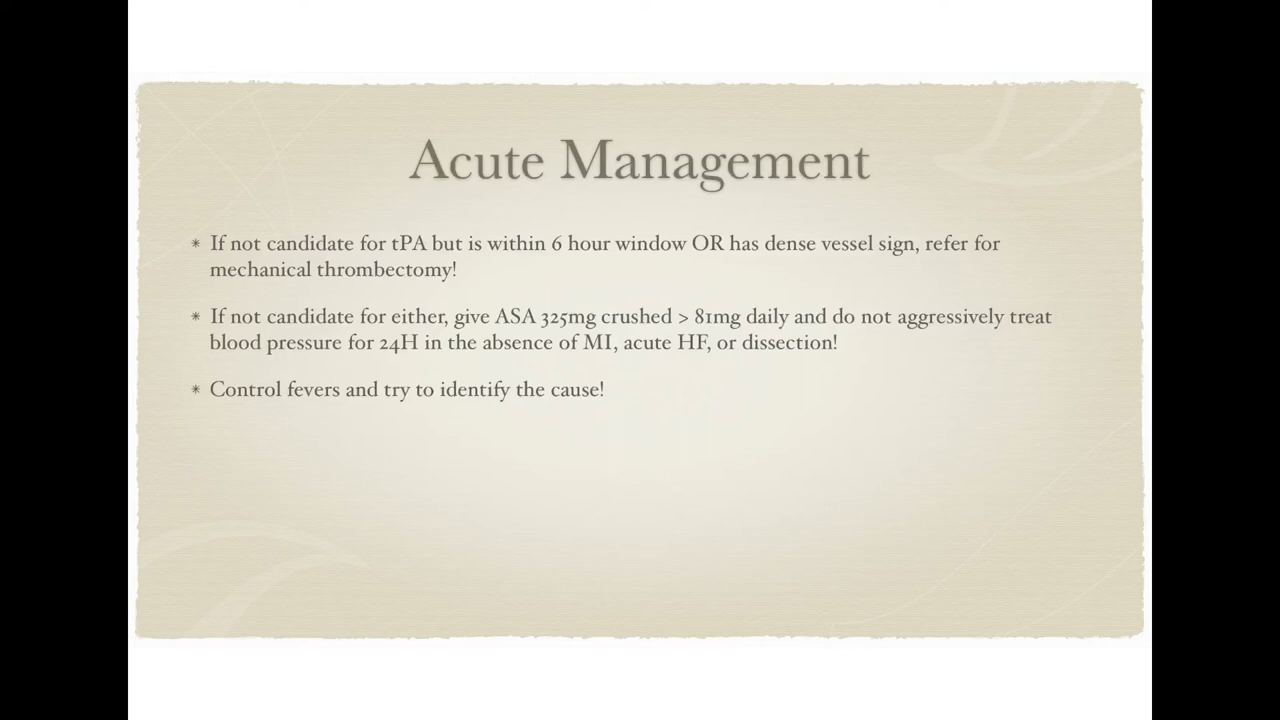 Acute Management
* If not candidate for tPA but is within 6 hour window OR has dense vessel sign, refer for
mechanical thrombectomy!
* If not candidate for either, give ASA 325mg crushed > 81mg daily and do not aggressively treat
blood pressure for 24H in the absence of MI, acute HF, or dissection!
* Control fevers and try to identify the cause!